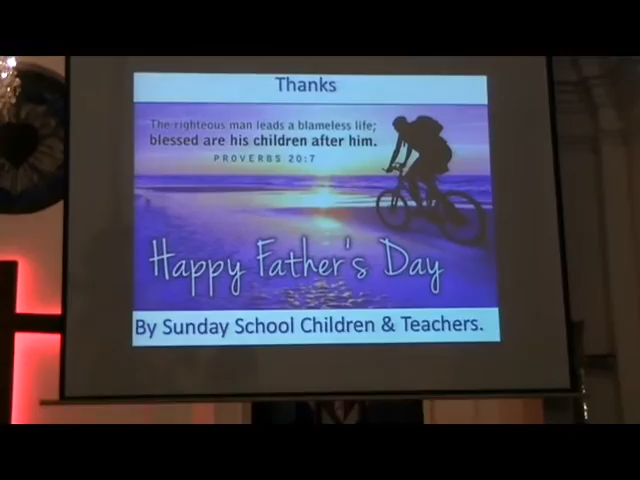 Thanks
The righteous man leads a blameless life;
blessed are his children after him.
PROVERBS 20:7
Happy Father's Day
By Sunday School Children & Teachers.